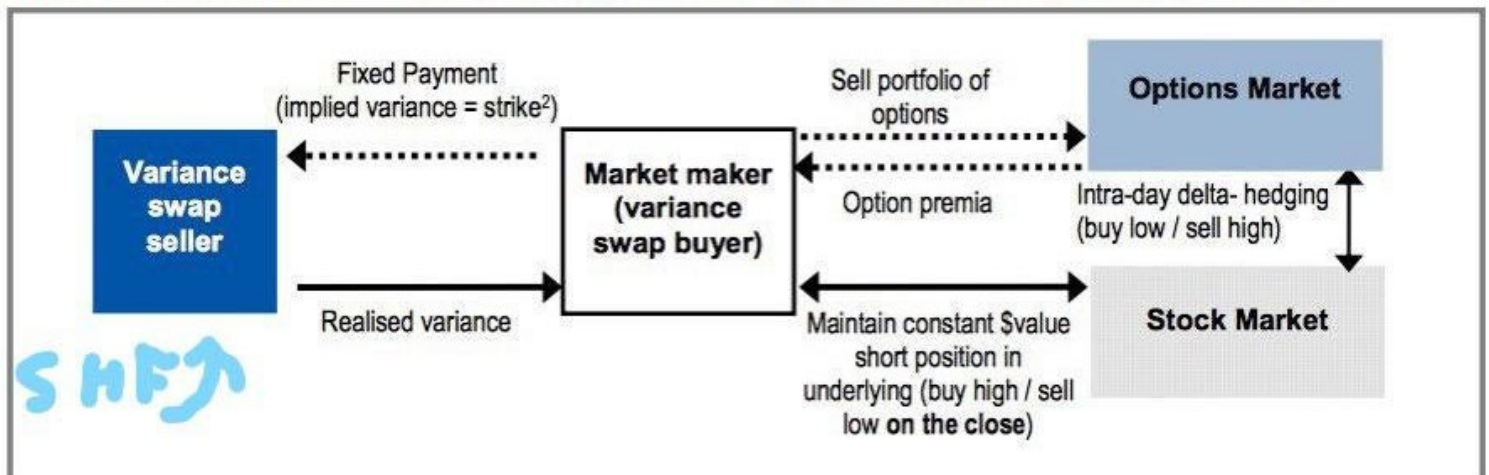 Fixed Payment
(implied variance = strike²)
Variance
swap
seller
Realised variance
SHF
Market maker
(variance
swap buyer)
Sell portfolio of
options
Option premia
Maintain constant $value
short position in
underlying (buy high / sell
low on the close)
Options Market
Intra-day delta- hedging
(buy low / sell high)
Stock Market